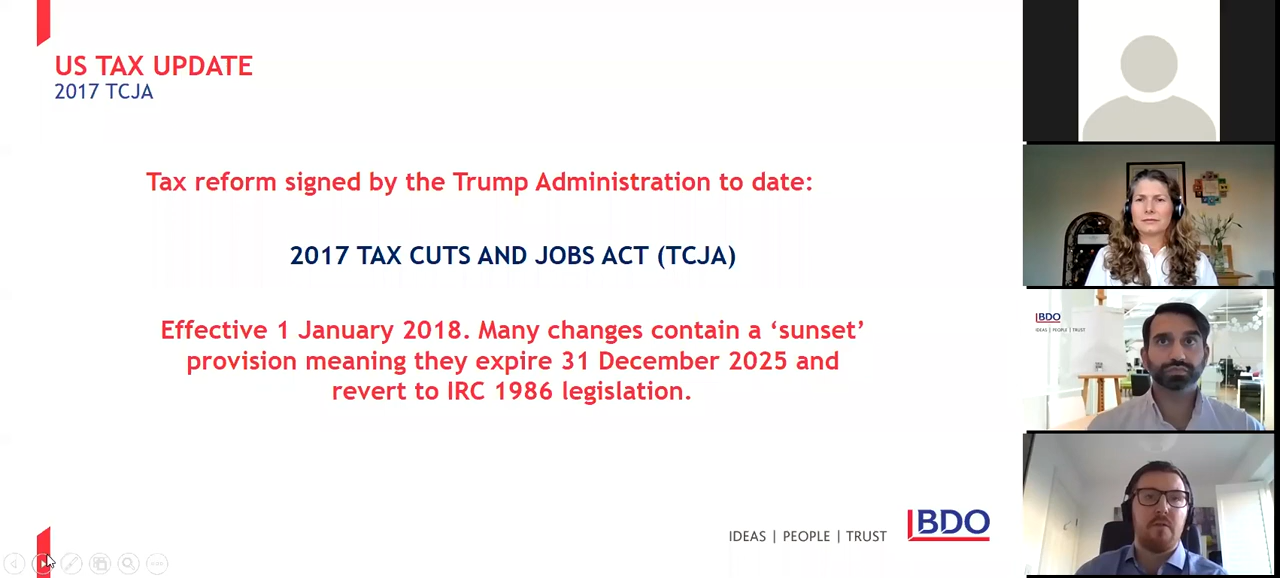 US TAX UPDATE
2017 TCJA
Tax reform signed by the Trump Administration to date:
2017 TAX CUTS AND JOBS ACT (TCJA)
Effective 1 January 2018. Many changes contain a ‘sunset’
provision meaning they expire 31 December 2025 and
revert to IRC 1986 legislation.
IDEAS | PEOPLE | TRUST
BDO
BDO
IDEAS | PEOPLE | TRUST